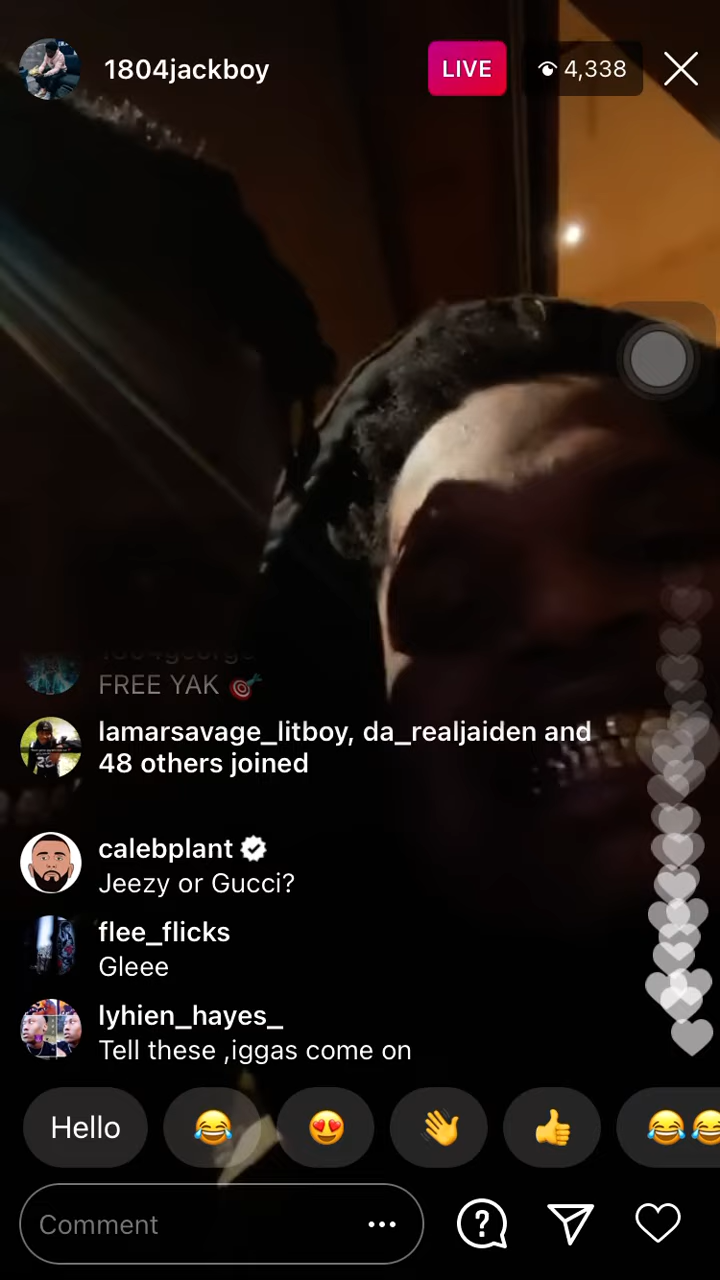 1804jackboy
LIVE
4,338
FREE YAK 🎯
lamarsavage_litboy, da_realjaiden and
48 others joined
calebplant
Jeezy or Gucci?
flee_flicks
Gleee
lyhien_hayes_
Tell these ,iggas come on
Hello
Comment